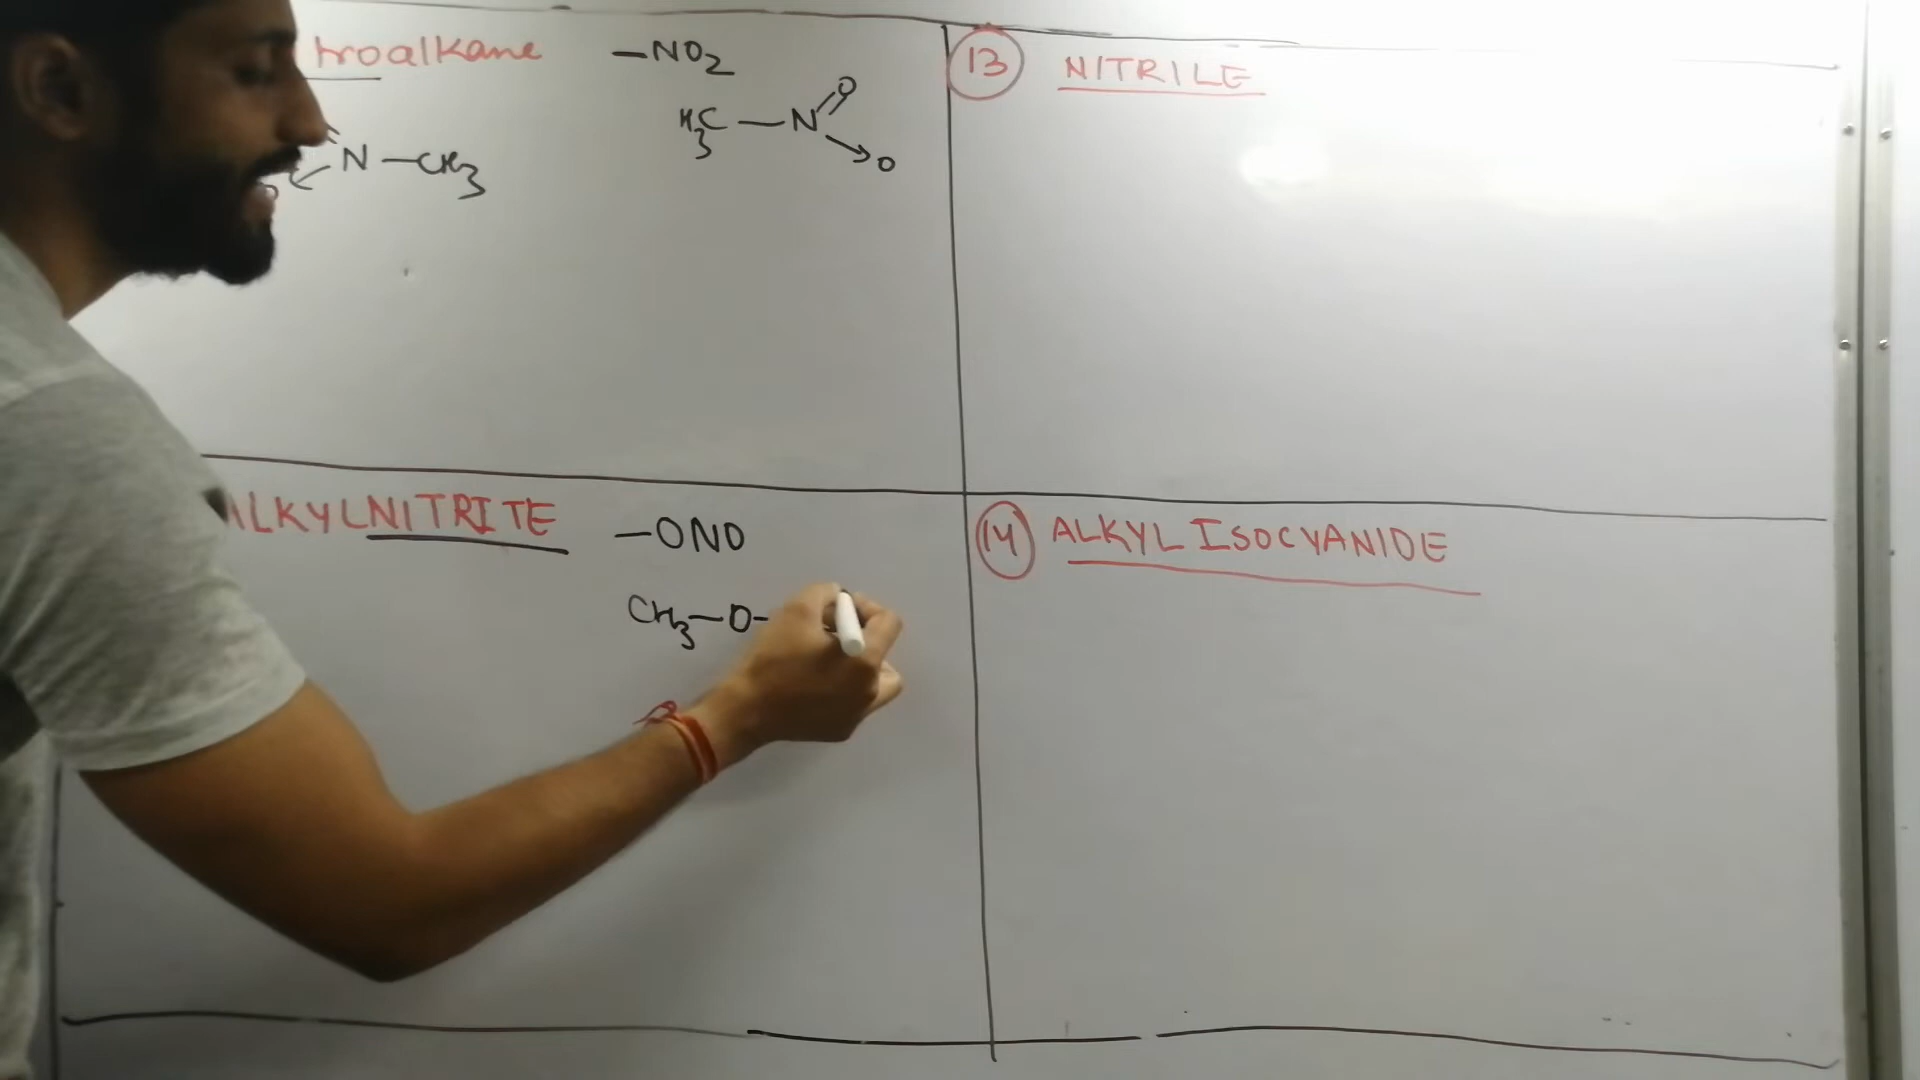 troalkane —NO2
H3C — N = O → O
N — CH3
ALKYLNITRITE —ONO
CH3—O-
13 NITRILE
14 ALKYL ISOCYANIDE